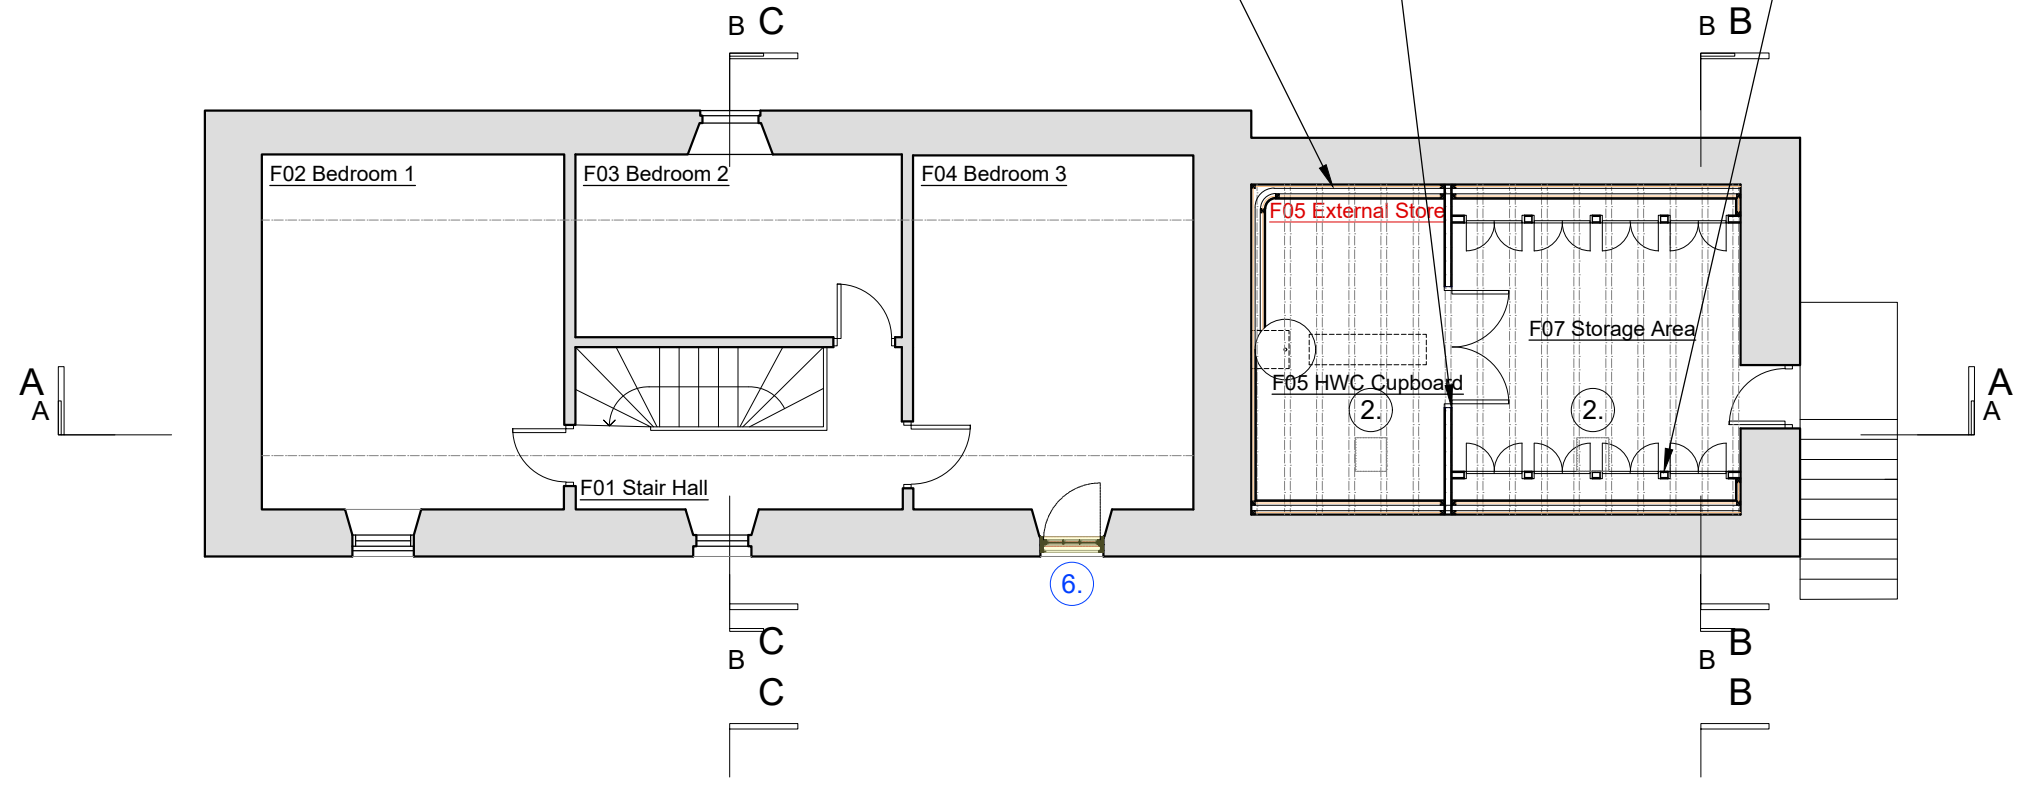 B C
B B
F02 Bedroom 1
F03 Bedroom 2
F04 Bedroom 3
F05 External Store
F07 Storage Area
A
A
F05 HWC Cupboard
A
A
2.
2.
F01 Stair Hall
6.
C
B
B
B
C
B